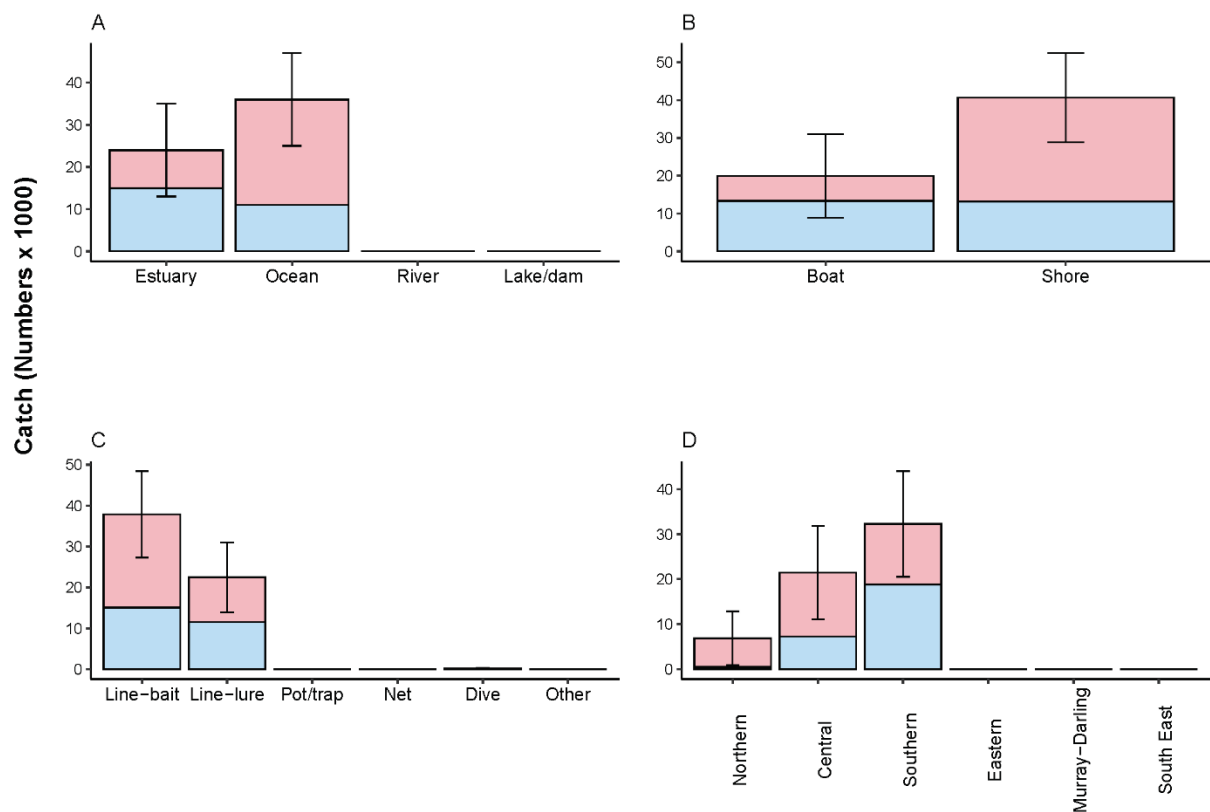 Catch (Numbers x 1000)
A
40
30
20
10
0
Estuary Ocean River Lake/dam
B
50
40
30
20
10
0
Boat Shore
C
50
40
30
20
10
0
Line−bait Line−lure Pot/trap Net Dive Other
D
40
30
20
10
0
Northern
Central
Southern
Eastern
Murray−Darling
South East